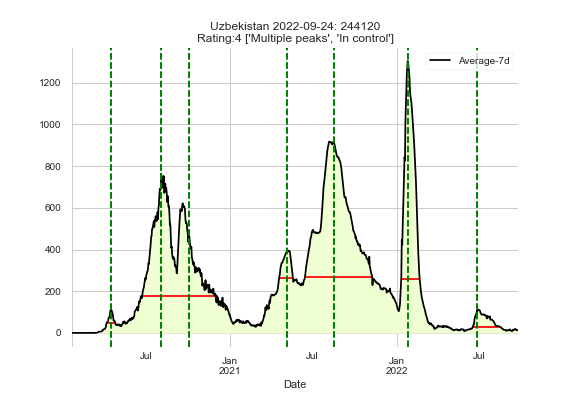 Uzbekistan 2022-09-24: 244120
Rating:4 ['Multiple peaks', 'In control']
Average-7d
1200
1000
800
600
400
200
0
Jul
Jan
2021
Jul
Jan
2022
Jul
Date